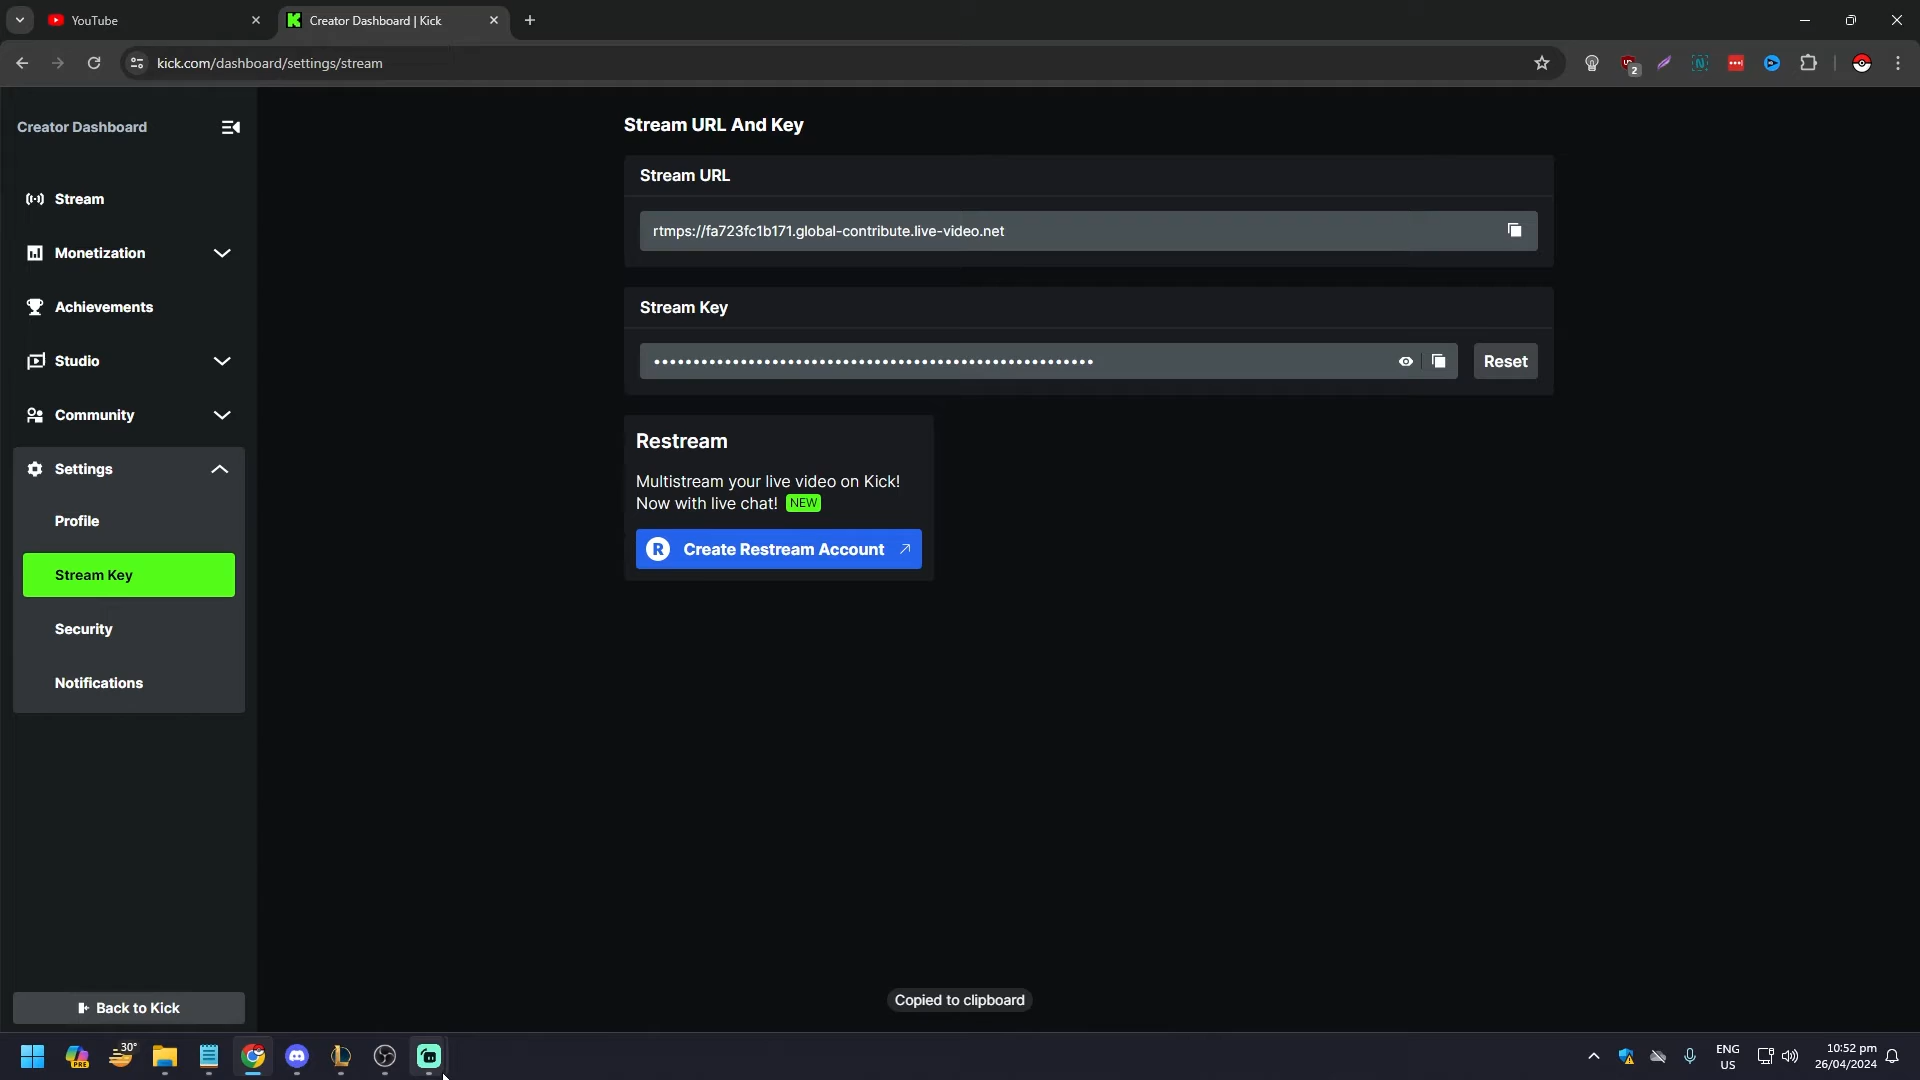 YouTube
Creator Dashboard | Kick
kick.com/dashboard/settings/stream
2
Creator Dashboard
Stream
Monetization
Achievements
Studio
Community
Settings
Profile
Stream Key
Security
Notifications
Back to Kick
Stream URL And Key
Stream URL
rtmps://fa723fc1b171.global-contribute.live-video.net
Stream Key
Reset
Restream
Multistream your live video on Kick!
Now with live chat! NEW
R Create Restream Account
Copied to clipboard
PRE
30°
ENG
US
10:52 pm
26/04/2024